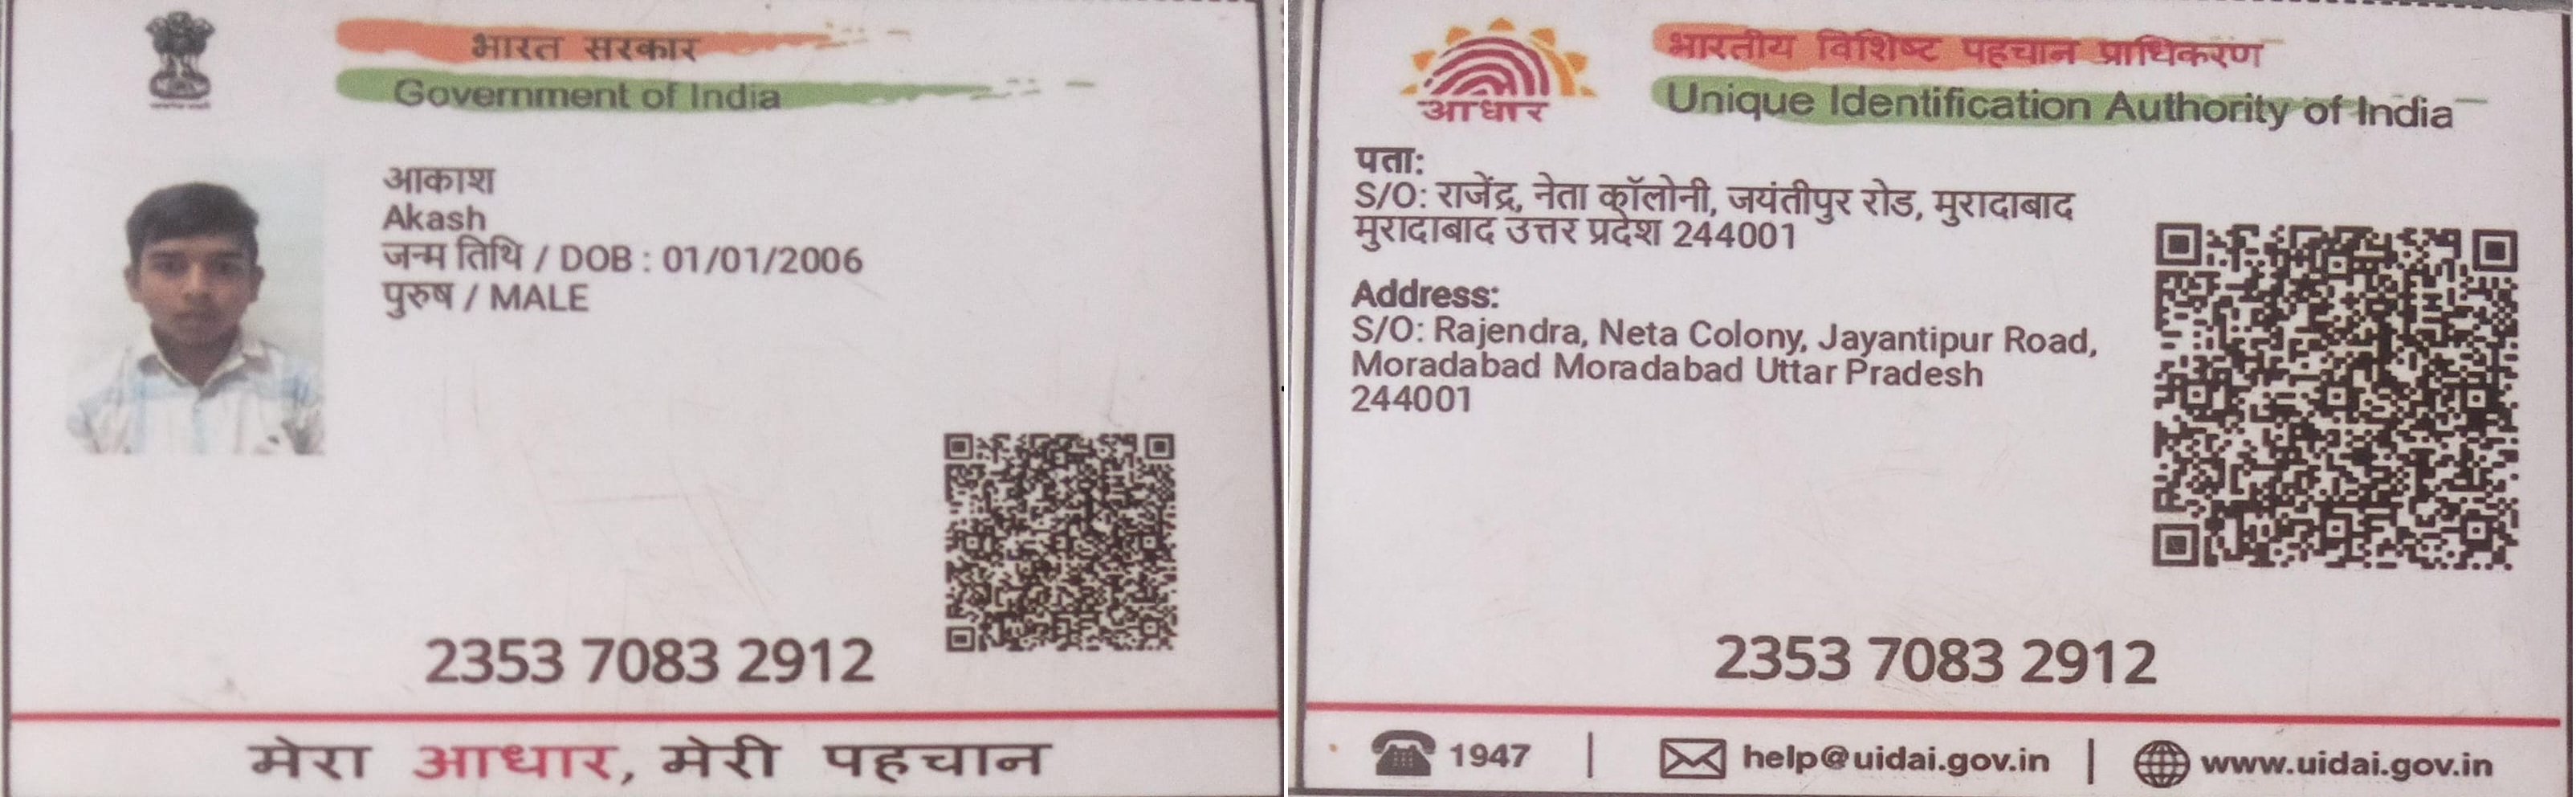 भारत सरकार
Government of India
आकाश
Akash
जन्म तिथि / DOB : 01/01/2006
पुरुष / MALE
2353 7083 2912
मेरा आधार, मेरी पहचान
आधार
भारतीय विशिष्ट पहचान प्राधिकरण
Unique Identification Authority of India
पता:
S/O: राजेंद्र, नेता कॉलोनी, जयंतीपुर रोड, मुरादाबाद
मुरादाबाद उत्तर प्रदेश 244001
Address:
S/O: Rajendra, Neta Colony, Jayantipur Road,
Moradabad Moradabad Uttar Pradesh
244001
2353 7083 2912
1947 | help@uidai.gov.in | www.uidai.gov.in